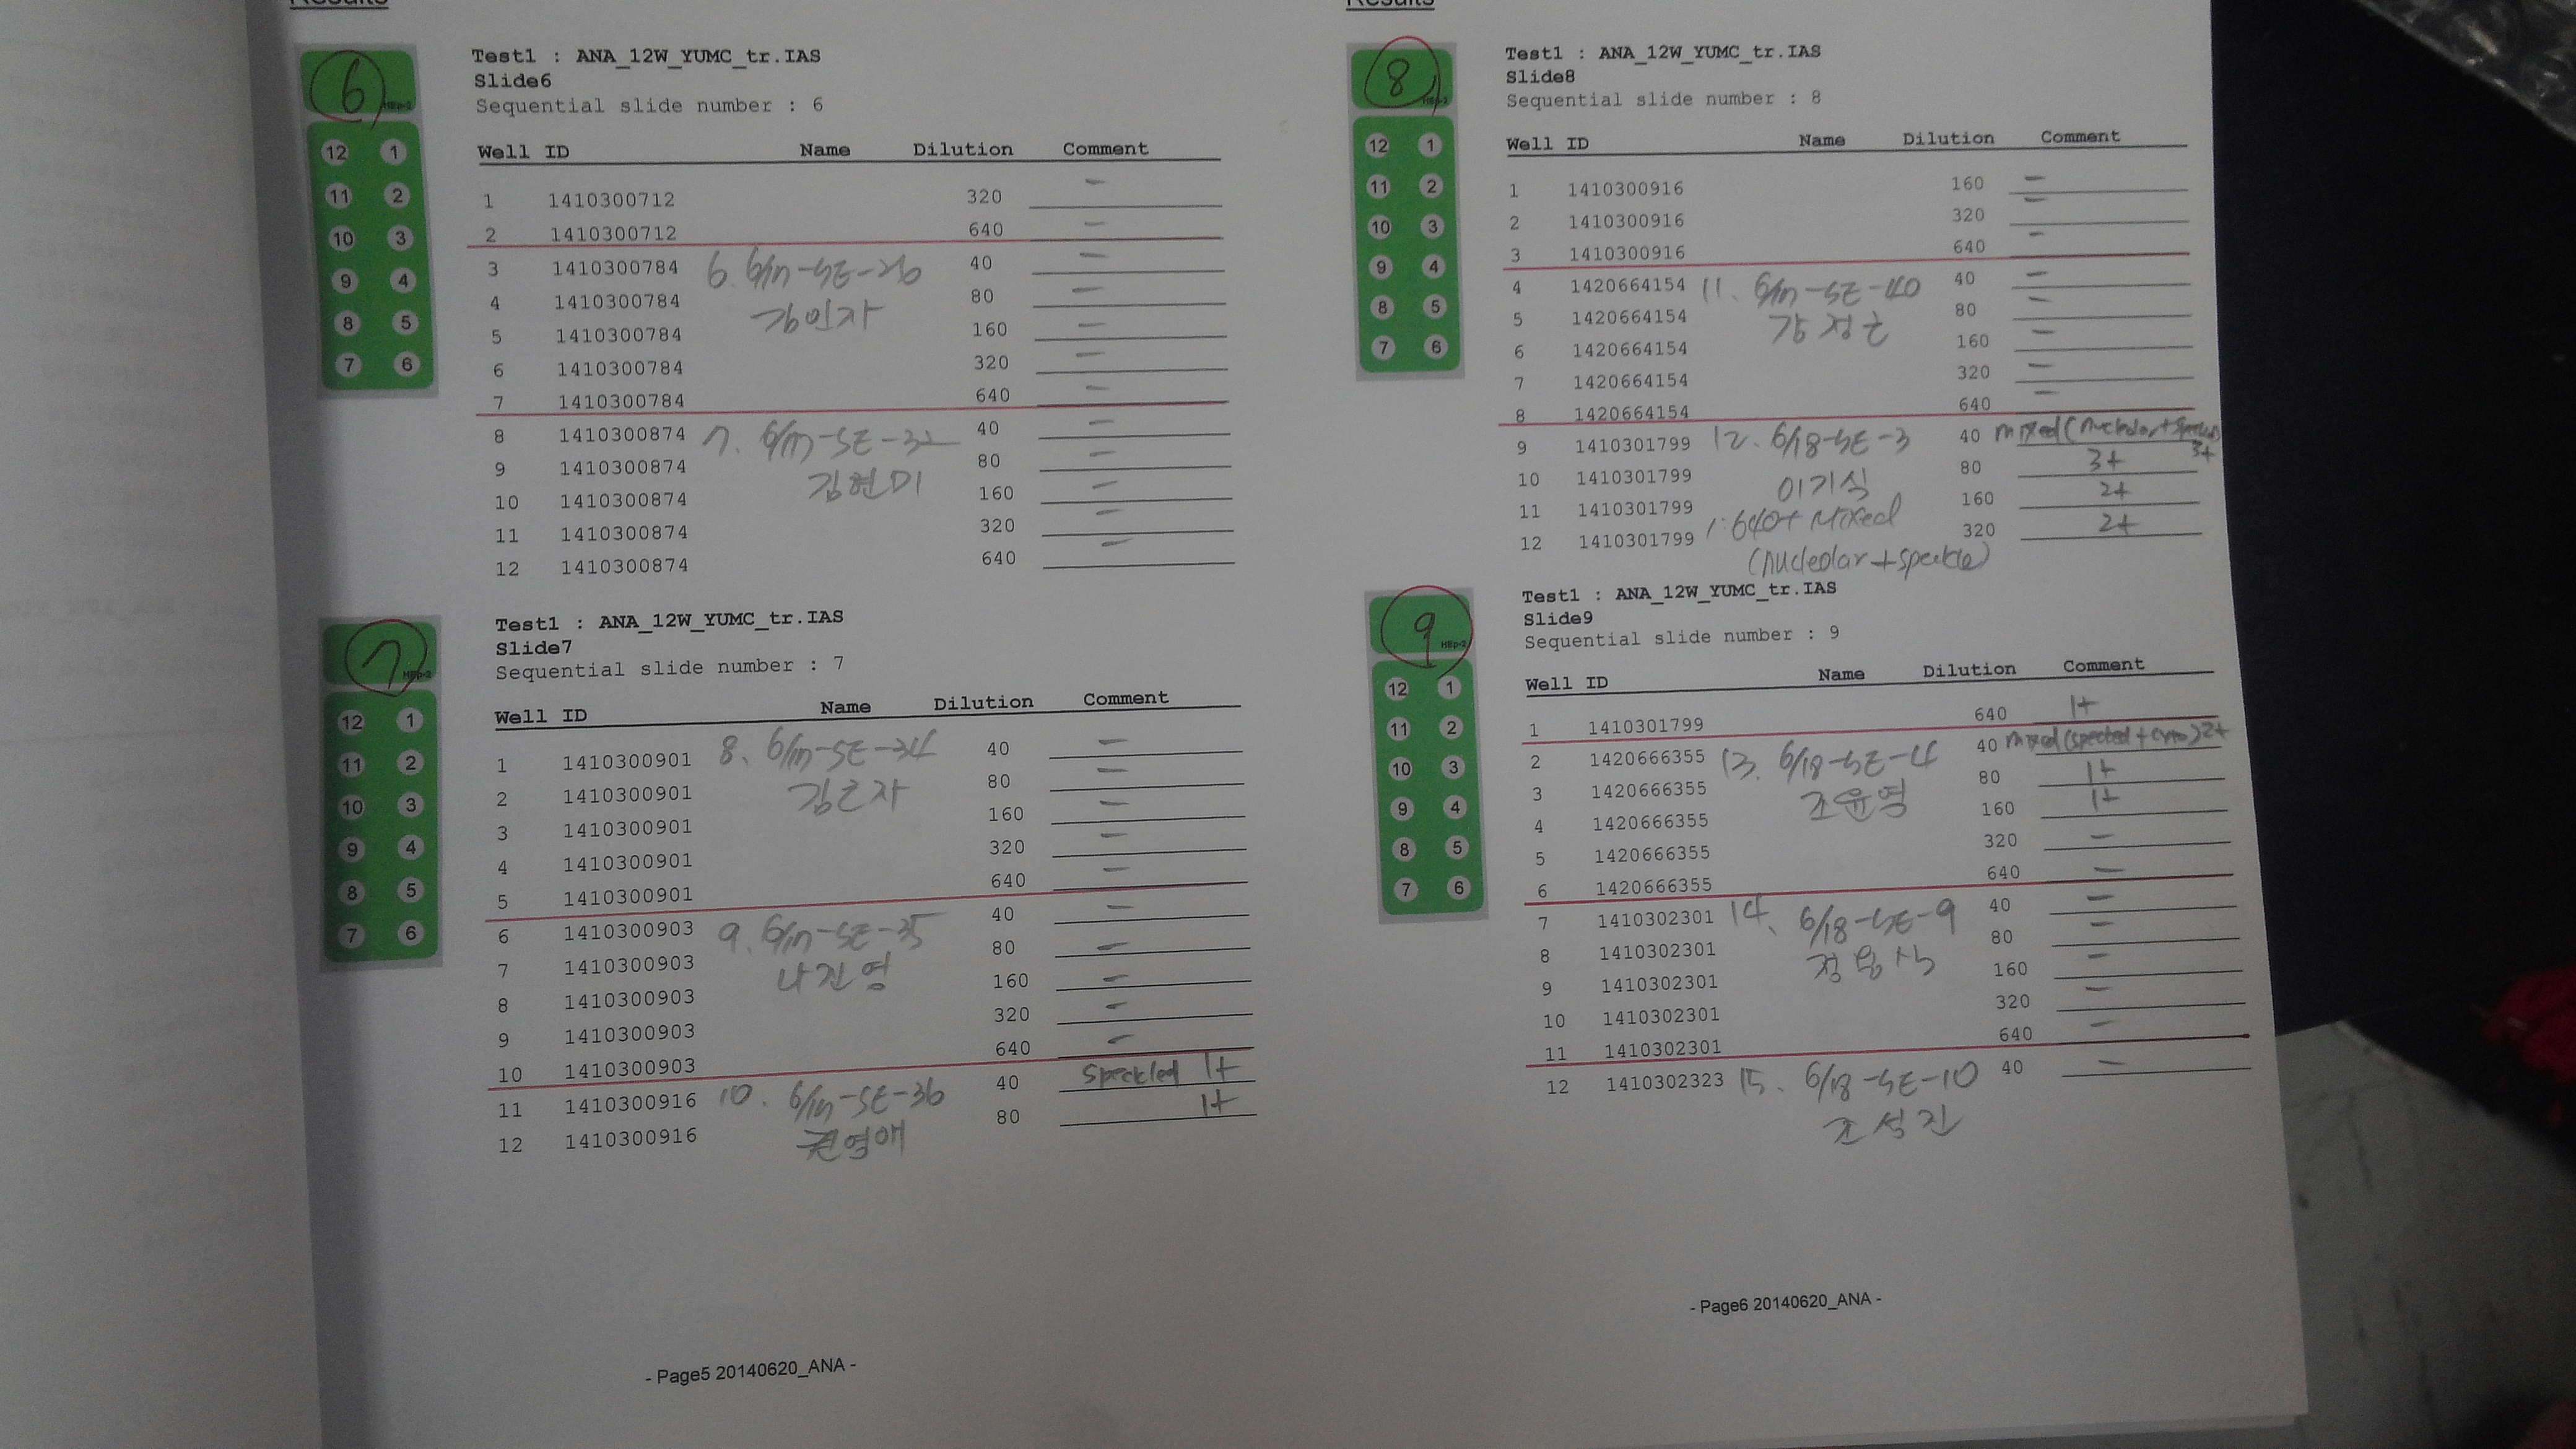 Results
6
HEp-2
Test1 : ANA_12W_YUMC_tr.IAS
Slide6
Sequential slide number : 6
12 1
11 2
10 3
9 4
8 5
7 6
Well ID Name Dilution Comment
1 1410300712 320 -
2 1410300712 640 -
3 1410300784 6. 6/17-SE-26 40 -
4 1410300784 김민자 80 -
5 1410300784 160 -
6 1410300784 320 -
7 1410300784 640 -
8 1410300874 7. 6/17-SE-32 40 -
9 1410300874 80 -
10 1410300874 김현미 160 -
11 1410300874 320 -
12 1410300874 640 -
7
HEp-2
Test1 : ANA_12W_YUMC_tr.IAS
Slide7
Sequential slide number : 7
12 1
11 2
10 3
9 4
8 5
7 6
Well ID Name Dilution Comment
1 1410300901 8. 6/17-SE-34 40 -
2 1410300901 80 -
3 1410300901 160 -
4 1410300901 320 -
5 1410300901 640 -
6 1410300903 9. 6/17-SE-35 40 -
7 1410300903 나진영 80 -
8 1410300903 160 -
9 1410300903 320 -
10 1410300903 640 -
11 1410300916 10. 6/17-SE-36 40 Speckled 1+
12 1410300916 권영애 80 1+
- Page5 20140620_ANA -
Results
8
HEp-2
Test1 : ANA_12W_YUMC_tr.IAS
Slide8
Sequential slide number : 8
12 1
11 2
10 3
9 4
8 5
7 6
Well ID Name Dilution Comment
1 1410300916 160 -
2 1410300916 320 -
3 1410300916 640 -
4 1420664154 11. 6/17-SE-40 40 -
5 1420664154 80 -
6 1420664154 160 -
7 1420664154 320 -
8 1420664154 640 -
9 1410301799 12. 6/18-SE-3 40 mixed (nucleolar+speckled) 3+
10 1410301799 이기식 80 3+
11 1410301799 1:640+ Mixed 160 2+
12 1410301799 (nucleolar+speckle) 320 2+
9
HEp-2
Test1 : ANA_12W_YUMC_tr.IAS
Slide9
Sequential slide number : 9
12 1
11 2
10 3
9 4
8 5
7 6
Well ID Name Dilution Comment
1 1410301799 640 1+
2 1420666355 13. 6/18-SE-4 40 mixed (speckled + cyto) 2+
3 1420666355 조윤영 80 1+
4 1420666355 160 1+
5 1420666355 320 -
6 1420666355 640 -
7 1410302301 14. 6/18-SE-9 40 -
8 1410302301 80 -
9 1410302301 160 -
10 1410302301 320 -
11 1410302301 640 -
12 1410302323 15. 6/18-SE-10 40 -
조석진
- Page6 20140620_ANA -